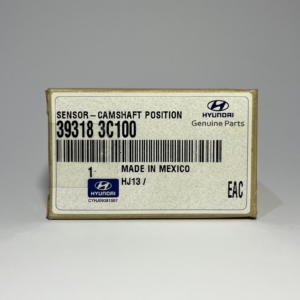 SENSOR-CAMSHAFT POSITION
39318 3C100
HYUNDAI
Genuine Parts
1
MADE IN MEXICO
HJ13 /
HYUNDAI
EAC